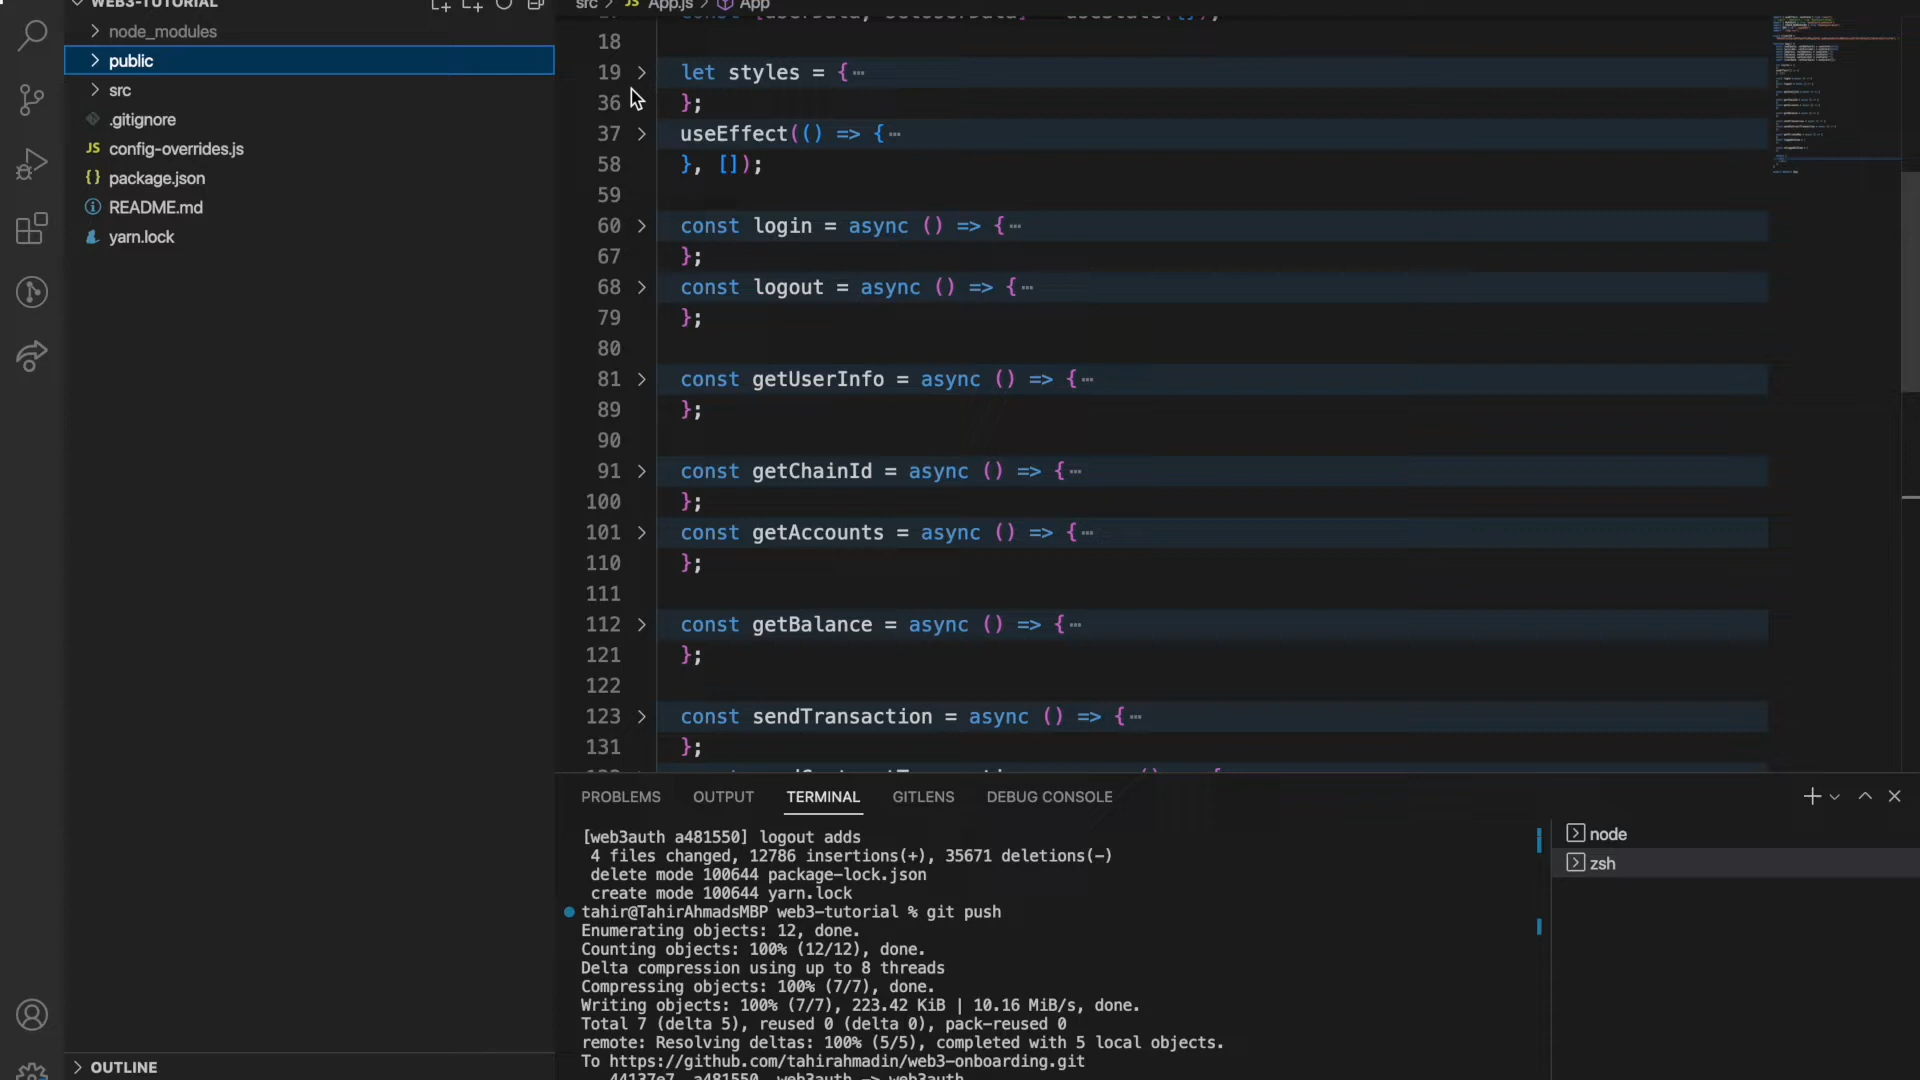 WEB3-TUTORIAL
node_modules
public
src
.gitignore
JS config-overrides.js
{} package.json
README.md
yarn.lock
OUTLINE
src > JS App.js > App
18
19 let styles = {⋯
36 };
37 useEffect(() => {⋯
58 }, []);
59
60 const login = async () => {⋯
67 };
68 const logout = async () => {⋯
79 };
80
81 const getUserInfo = async () => {⋯
89 };
90
91 const getChainId = async () => {⋯
100 };
101 const getAccounts = async () => {⋯
110 };
111
112 const getBalance = async () => {⋯
121 };
122
123 const sendTransaction = async () => {⋯
131 };
PROBLEMS OUTPUT TERMINAL GITLENS DEBUG CONSOLE
[web3auth a481550] logout adds
4 files changed, 12786 insertions(+), 35671 deletions(-)
delete mode 100644 package-lock.json
create mode 100644 yarn.lock
tahir@TahirAhmadsMBP web3-tutorial % git push
Enumerating objects: 12, done.
Counting objects: 100% (12/12), done.
Delta compression using up to 8 threads
Compressing objects: 100% (7/7), done.
Writing objects: 100% (7/7), 223.42 KiB | 10.16 MiB/s, done.
Total 7 (delta 5), reused 0 (delta 0), pack-reused 0
remote: Resolving deltas: 100% (5/5), completed with 5 local objects.
To https://github.com/tahirahmadin/web3-onboarding.git
node
zsh